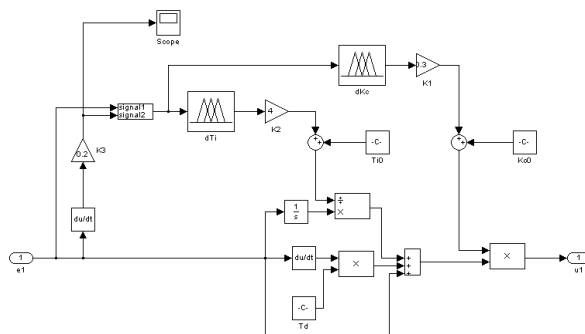 Scope
0.3
K1
dKc
signal1
signal2
4
K2
dTi
0.2
K3
-C-
Ti0
-C-
Kc0
÷
×
1
s
du/dt
+
+
+
+
+
+
+
du/dt
×
×
1
e1
1
u1
-C-
Td